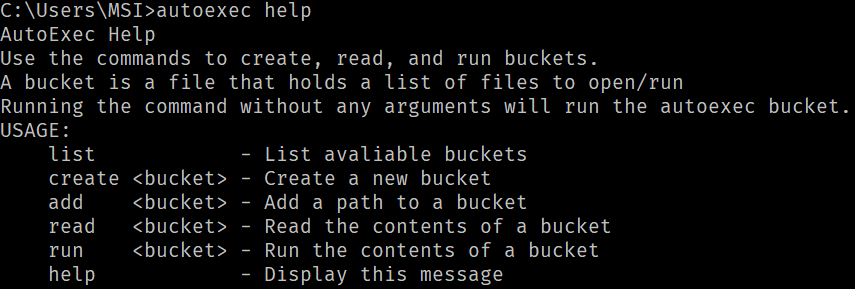 C:\Users\MSI>autoexec help
AutoExec Help
Use the commands to create, read, and run buckets.
A bucket is a file that holds a list of files to open/run
Running the command without any arguments will run the autoexec bucket.
USAGE:
    list            - List avaliable buckets
    create <bucket> - Create a new bucket
    add    <bucket> - Add a path to a bucket
    read   <bucket> - Read the contents of a bucket
    run    <bucket> - Run the contents of a bucket
    help            - Display this message